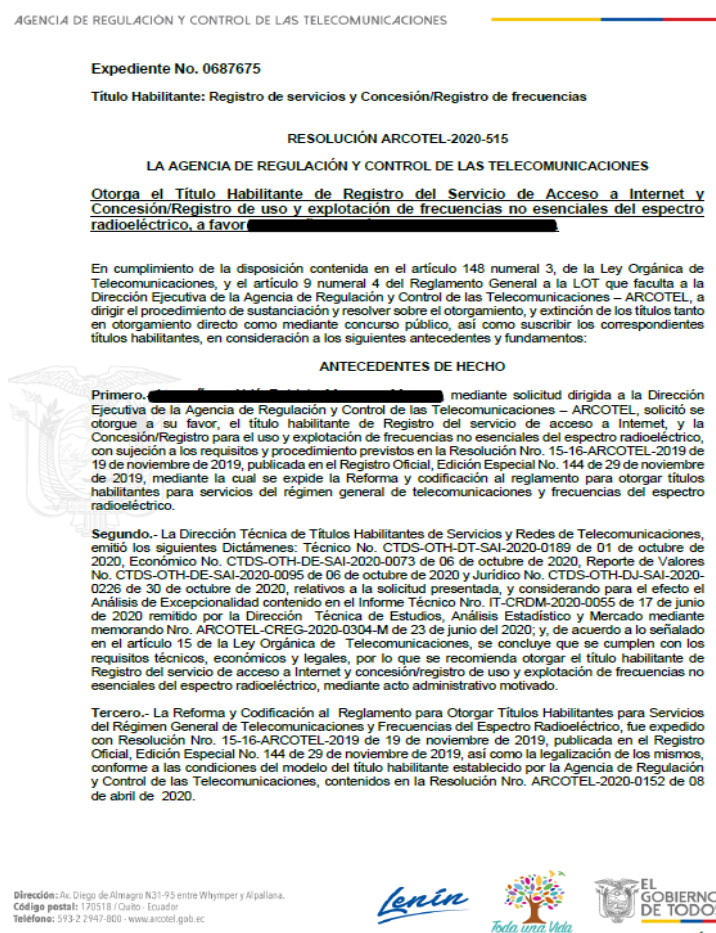 AGENCIA DE REGULACIÓN Y CONTROL DE LAS TELECOMUNICACIONES
Expediente No. 0687675
Título Habilitante: Registro de servicios y Concesión/Registro de frecuencias
RESOLUCIÓN ARCOTEL-2020-515
LA AGENCIA DE REGULACIÓN Y CONTROL DE LAS TELECOMUNICACIONES
Otorga el Título Habilitante de Registro del Servicio de Acceso a Internet y
Concesión/Registro de uso y explotación de frecuencias no esenciales del espectro
radioeléctrico, a favor
En cumplimiento de la disposición contenida en el artículo 148 numeral 3, de la Ley Orgánica de
Telecomunicaciones, y el artículo 9 numeral 4 del Reglamento General a la LOT que faculta a la
Dirección Ejecutiva de la Agencia de Regulación y Control de las Telecomunicaciones – ARCOTEL, a
dirigir el procedimiento de sustanciación y resolver sobre el otorgamiento, y extinción de los títulos tanto
en otorgamiento directo como mediante concurso público, así como suscribir los correspondientes
títulos habilitantes, en consideración a los siguientes antecedentes y fundamentos:
ANTECEDENTES DE HECHO
Primero.- mediante solicitud dirigida a la Dirección
Ejecutiva de la Agencia de Regulación y Control de las Telecomunicaciones – ARCOTEL, solicitó se
otorgue a su favor, el título habilitante de Registro del servicio de acceso a Internet, y la
Concesión/Registro para el uso y explotación de frecuencias no esenciales del espectro radioeléctrico,
con sujeción a los requisitos y procedimiento previstos en la Resolución Nro. 15-16-ARCOTEL-2019 de
19 de noviembre de 2019, publicada en el Registro Oficial, Edición Especial No. 144 de 29 de noviembre
de 2019, mediante la cual se expide la Reforma y codificación al reglamento para otorgar títulos
habilitantes para servicios del régimen general de telecomunicaciones y frecuencias del espectro
radioeléctrico.
Segundo.- La Dirección Técnica de Títulos Habilitantes de Servicios y Redes de Telecomunicaciones,
emitió los siguientes Dictámenes: Técnico No. CTDS-OTH-DT-SAI-2020-0189 de 01 de octubre de
2020, Económico No. CTDS-OTH-DE-SAI-2020-0073 de 06 de octubre de 2020, Reporte de Valores
No. CTDS-OTH-DE-SAI-2020-0095 de 06 de octubre de 2020 y Jurídico No. CTDS-OTH-DJ-SAI-2020-
0226 de 30 de octubre de 2020, relativos a la solicitud presentada, y considerando para el efecto el
Análisis de Excepcionalidad contenido en el Informe Técnico Nro. IT-CRDM-2020-0055 de 17 de junio
de 2020 remitido por la Dirección Técnica de Estudios, Análisis Estadístico y Mercado mediante
memorando Nro. ARCOTEL-CREG-2020-0304-M de 23 de junio del 2020; y, de acuerdo a lo señalado
en el artículo 15 de la Ley Orgánica de Telecomunicaciones, se concluye que se cumplen con los
requisitos técnicos, económicos y legales, por lo que se recomienda otorgar el título habilitante de
Registro del servicio de acceso a Internet y concesión/registro de uso y explotación de frecuencias no
esenciales del espectro radioeléctrico, mediante acto administrativo motivado.
Tercero.- La Reforma y Codificación al Reglamento para Otorgar Títulos Habilitantes para Servicios
del Régimen General de Telecomunicaciones y Frecuencias del Espectro Radioeléctrico, fue expedido
con Resolución Nro. 15-16-ARCOTEL-2019 de 19 de noviembre de 2019, publicada en el Registro
Oficial, Edición Especial No. 144 de 29 de noviembre de 2019, así como la legalización de los mismos,
conforme a las condiciones del modelo del título habilitante establecido por la Agencia de Regulación
y Control de las Telecomunicaciones, contenidos en la Resolución Nro. ARCOTEL-2020-0152 de 08
de abril de 2020.
Dirección: Av. Diego de Almagro N31-95 entre Whymper y Alpallana.
Código postal: 170518 / Quito - Ecuador
Teléfono: 593-2 2947-800 - www.arcotel.gob.ec
Lenín
Toda una Vida
EL
GOBIERNO
DE TODOS